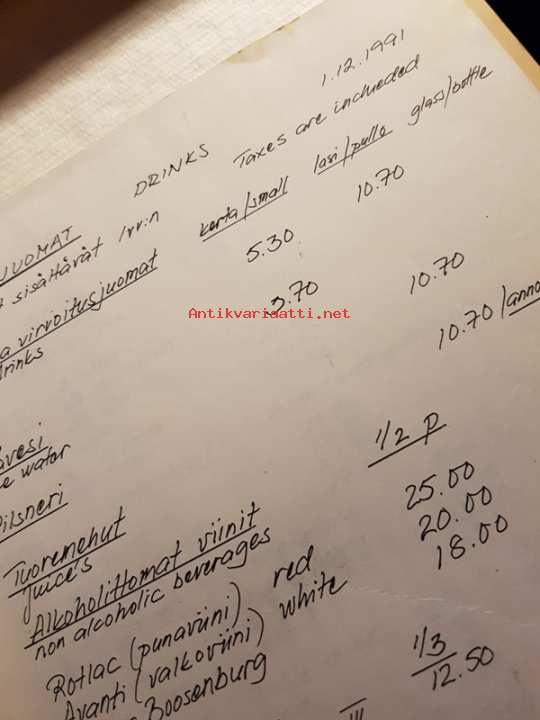 1.12.1991
DRINKS Taxes are included
JUOMAT kerta/small lasi/pullo glass/bottle
sisältävät lvv:n 5.30 10.70
virvoitusjuomat 3.70 10.70
drinks 10.70/anno
Antikvariaatti.net
water
Pilsneri 1/2 p
Tuoremehut 25.00
Juice's 20.00
Alkoholittomat viinit 18.00
non alcoholic beverages
Rotlac (punaviini) red
Avanti (valkoviini) white
Boosenburg 1/3
12.50